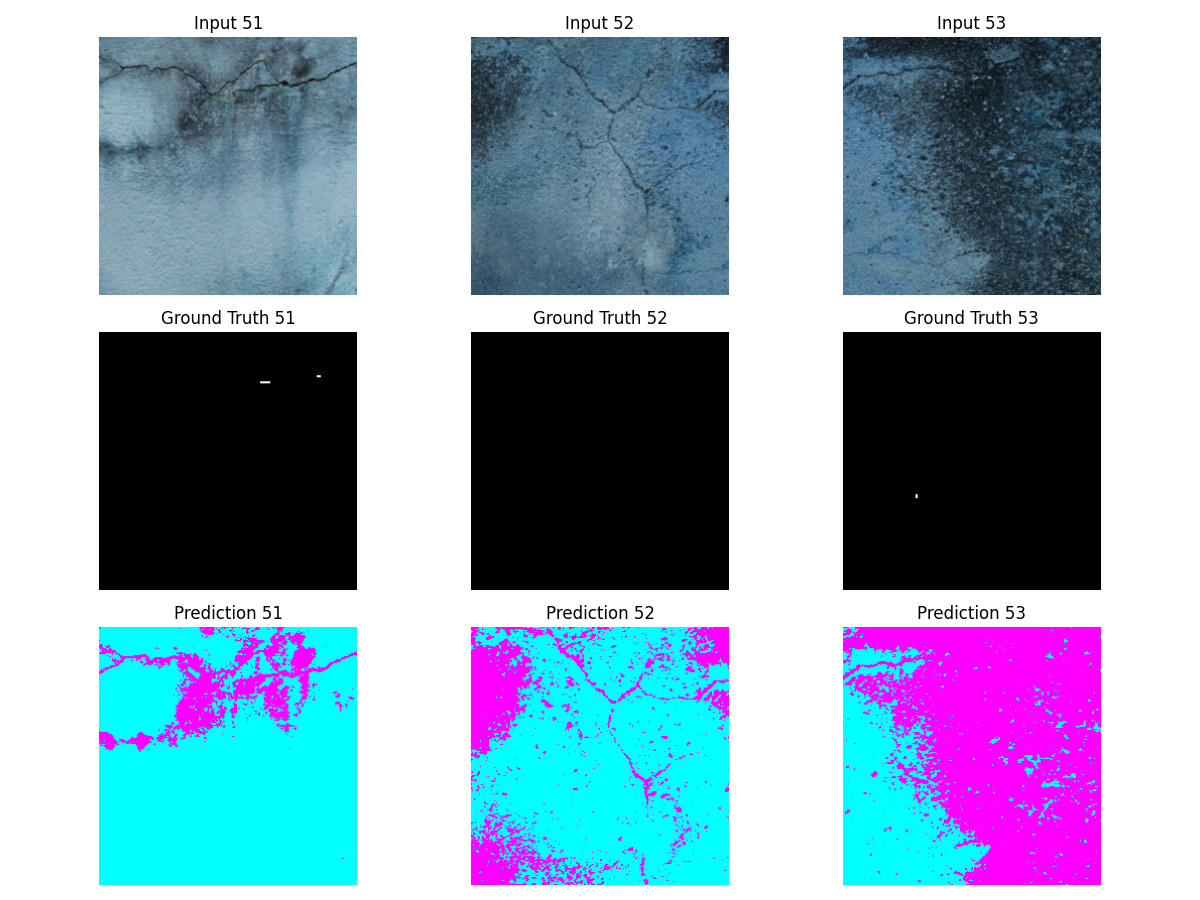 Input 51
Input 52
Input 53
Ground Truth 51
Ground Truth 52
Ground Truth 53
Prediction 51
Prediction 52
Prediction 53